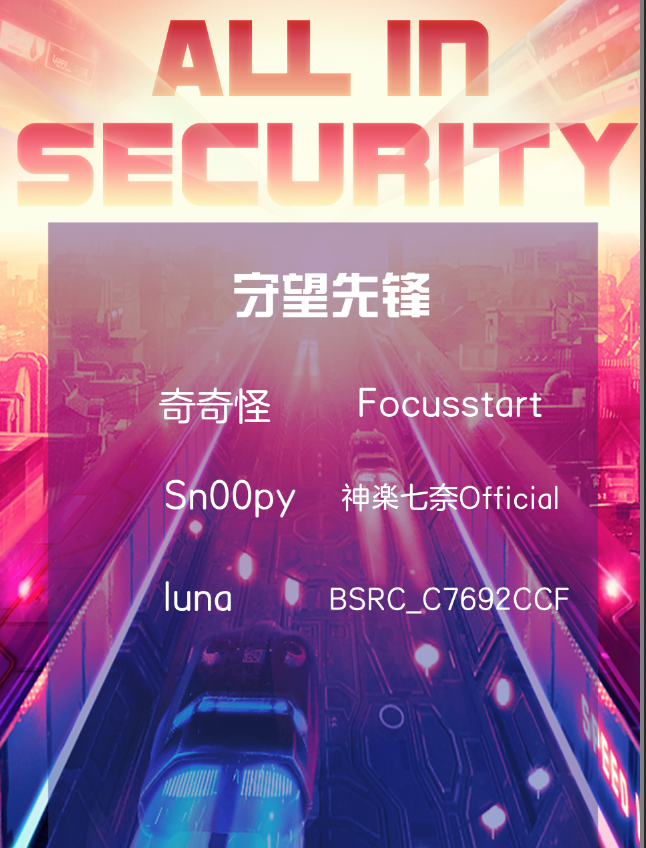 ALL IN
SECURITY
守望先锋
奇奇怪 Focusstart
Sn00py 神楽七奈Official
luna BSRC_C7692CCF
SPEED